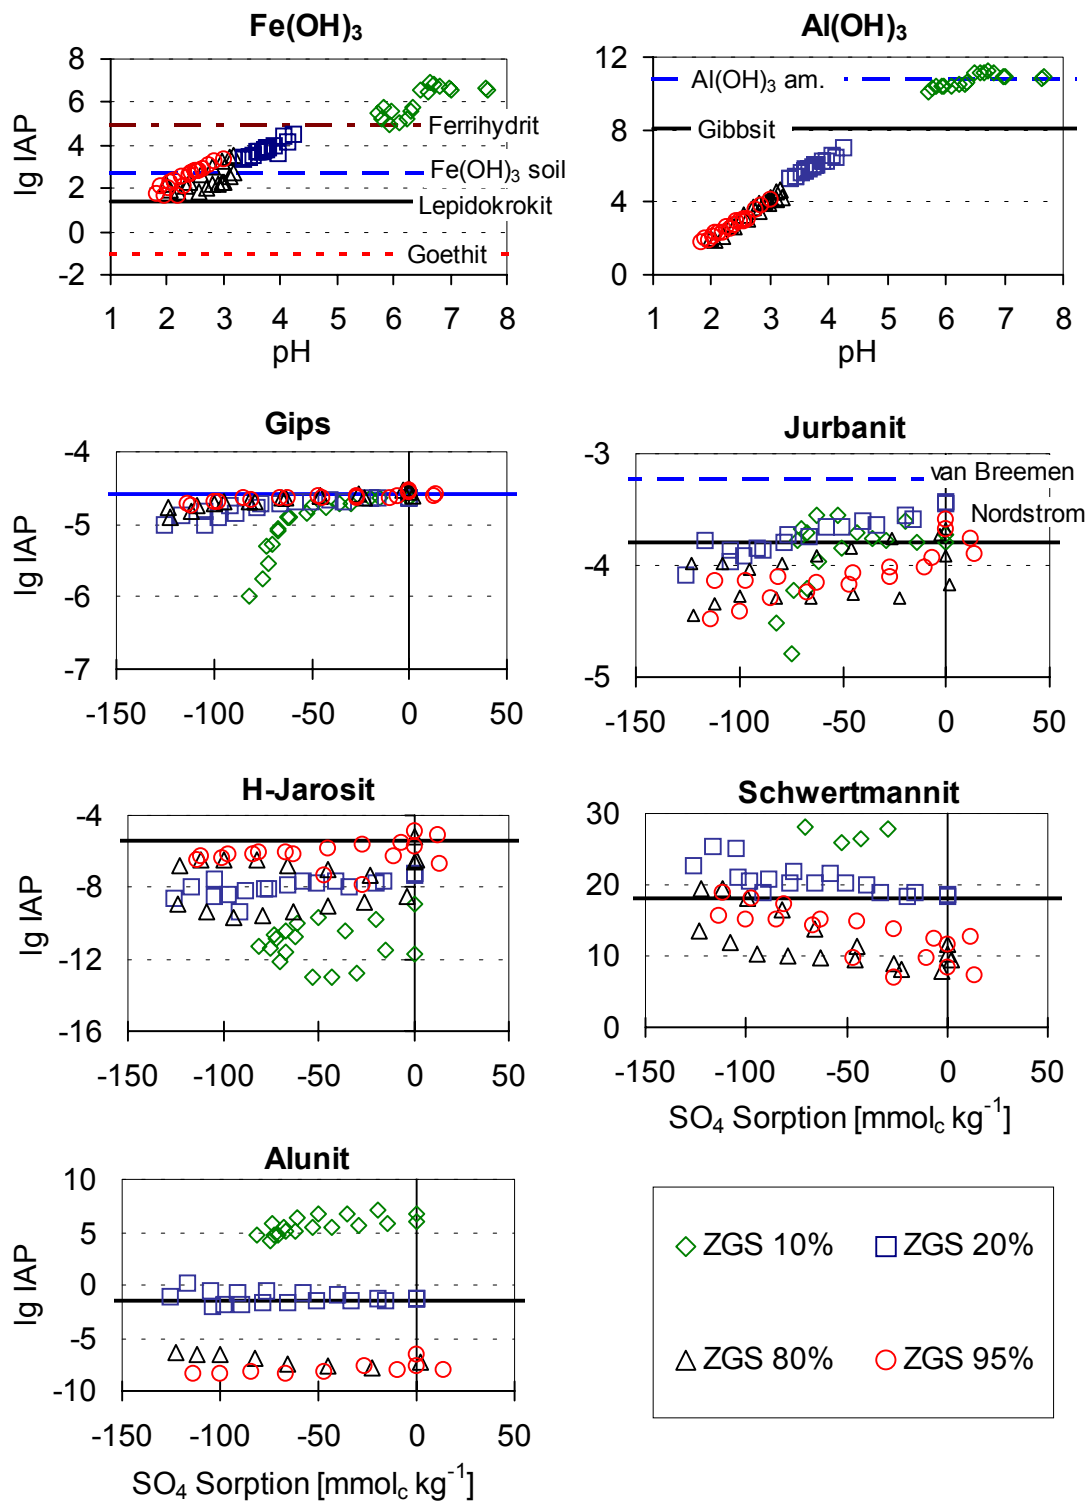 Fe(OH)₃
Al(OH)₃
lg IAP
8
6
4
2
0
-2
Ferrihydrit
Fe(OH)₃ soil
Lepidokrokit
Goethit
1 2 3 4 5 6 7 8
pH
12
8
4
0
Al(OH)₃ am.
Gibbsit
1 2 3 4 5 6 7 8
pH
Gips
Jurbanit
lg IAP
-4
-5
-6
-7
-150 -100 -50 0 50
-3
-4
-5
van Breemen
Nordstrom
-150 -100 -50 0 50
H-Jarosit
Schwertmannit
-4
-8
-12
-16
-150 -100 -50 0 50
30
20
10
0
-150 -100 -50 0 50
SO₄ Sorption [mmol_c kg⁻¹]
Alunit
lg IAP
10
5
0
-5
-10
-150 -100 -50 0 50
SO₄ Sorption [mmol_c kg⁻¹]
ZGS 10% ZGS 20%
ZGS 80% ZGS 95%